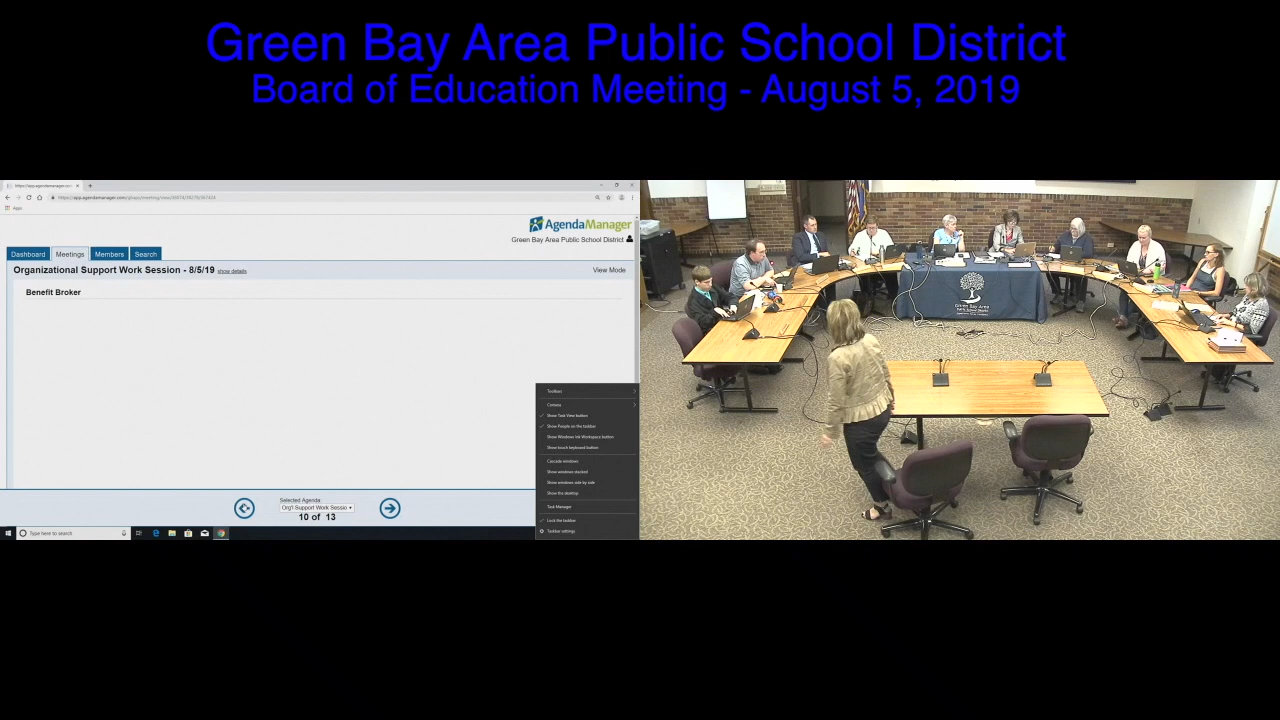 Green Bay Area Public School District
Board of Education Meeting - August 5, 2019
Apps
AgendaManager
Green Bay Area Public School District
Dashboard Meetings Members Search
Organizational Support Work Session - 8/5/19 show details
View Mode
Benefit Broker
Toolbars
Cortana
Show Task View button
Show People on the taskbar
Show Windows Ink Workspace button
Show touch keyboard button
Cascade windows
Show windows stacked
Show windows side by side
Show the desktop
Task Manager
Lock the taskbar
Taskbar settings
Selected Agenda
Org'l Support Work Sessio
10 of 13
Type here to search
Green Bay Area